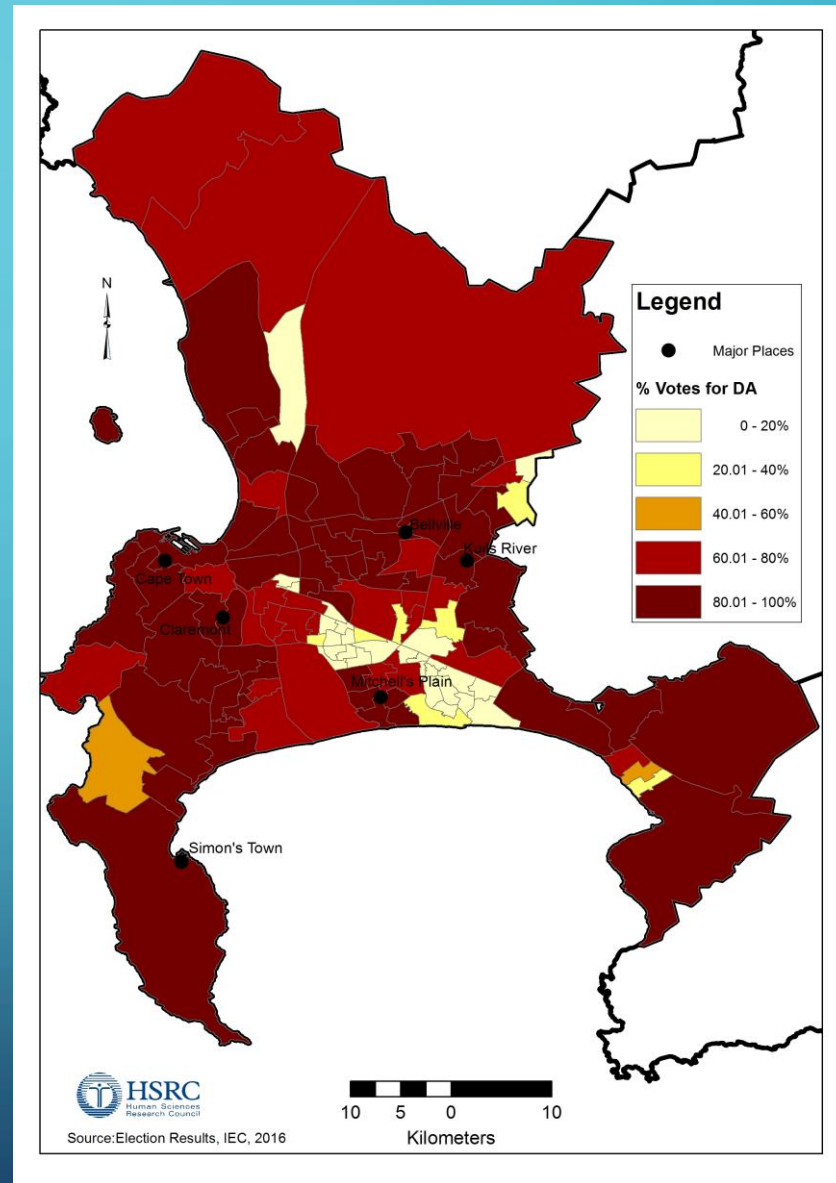 N
Legend
Major Places
% Votes for DA
0 - 20%
20.01 - 40%
40.01 - 60%
60.01 - 80%
80.01 - 100%
Bellville
Kuils River
Cape Town
Claremont
Mitchell's Plain
Simon's Town
HSRC
Human Sciences
Research Council
Source:Election Results, IEC, 2016
10 5 0 10
Kilometers